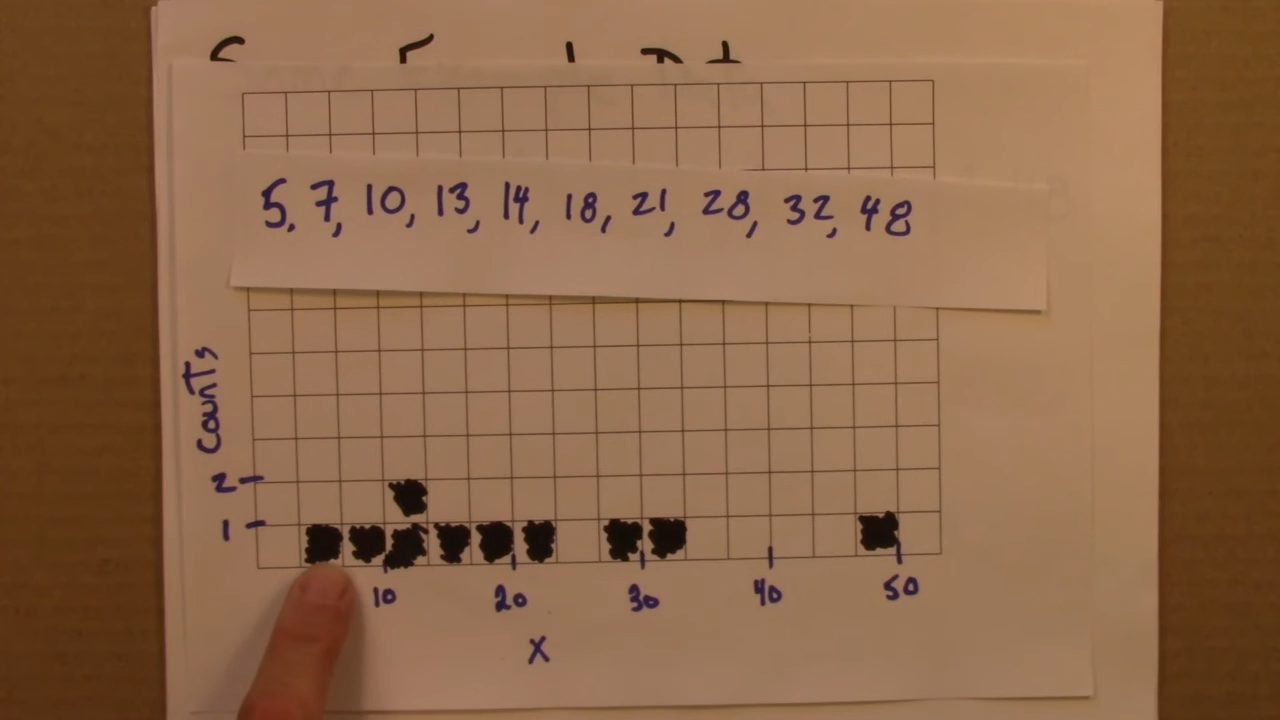 5, 7, 10, 13, 14, 18, 21, 28, 32, 48
counts
2
1
10 20 30 40 50
X